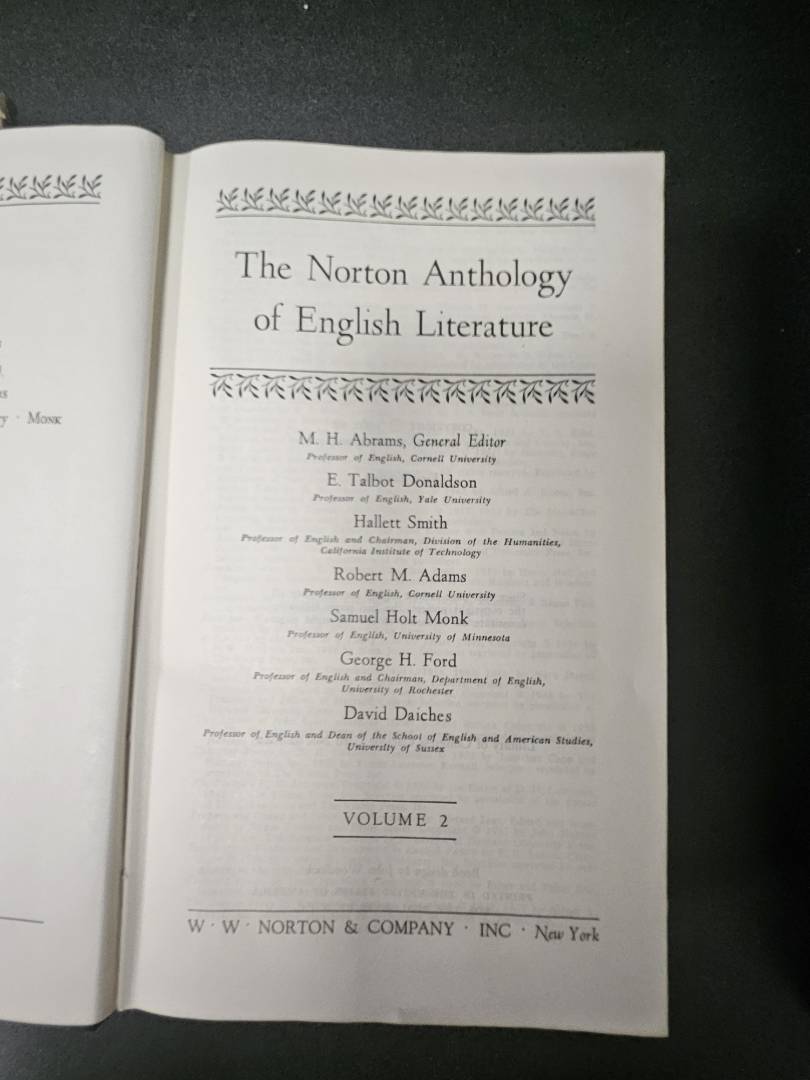 y · Monk
The Norton Anthology
of English Literature
M. H. Abrams, General Editor
Professor of English, Cornell University
E. Talbot Donaldson
Professor of English, Yale University
Hallett Smith
Professor of English and Chairman, Division of the Humanities,
California Institute of Technology
Robert M. Adams
Professor of English, Cornell University
Samuel Holt Monk
Professor of English, University of Minnesota
George H. Ford
Professor of English and Chairman, Department of English,
University of Rochester
David Daiches
Professor of English and Dean of the School of English and American Studies,
University of Sussex
VOLUME 2
W · W · NORTON & COMPANY · INC · New York